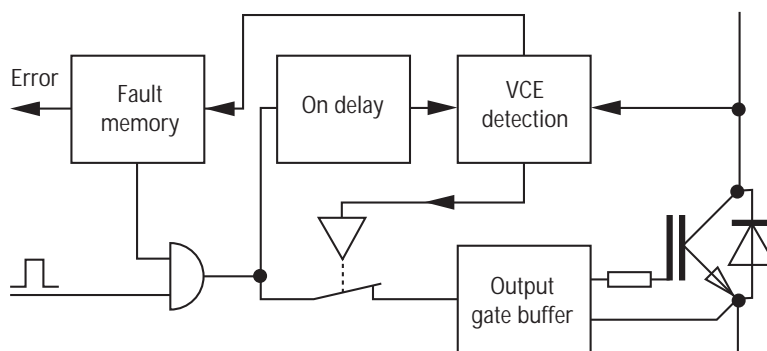 Error
Fault
memory
On delay
VCE
detection
Output
gate buffer